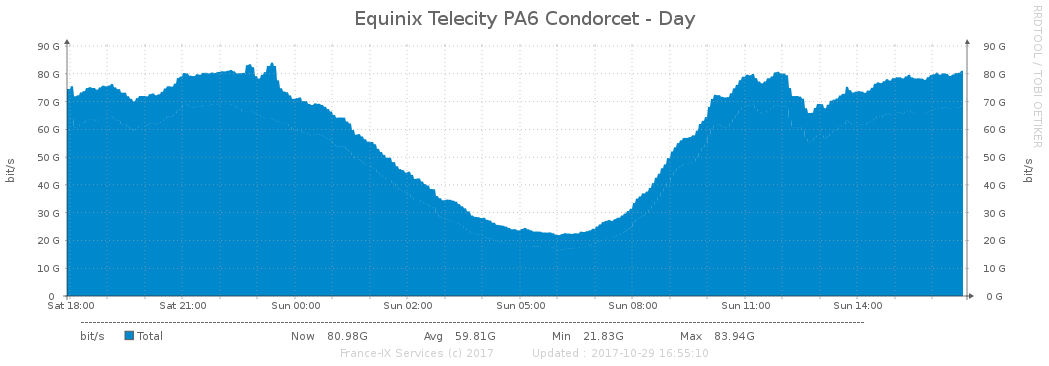 Equinix Telecity PA6 Condorcet - Day
RRDTOOL / TOBI OETIKER
bit/s
90 G 90 G
80 G 80 G
70 G 70 G
60 G 60 G
50 G 50 G
40 G 40 G
30 G 30 G
20 G 20 G
10 G 10 G
0 0 G
bit/s
Sat 18:00 Sat 21:00 Sun 00:00 Sun 02:00 Sun 05:00 Sun 08:00 Sun 11:00 Sun 14:00
bit/s Total Now 80.98G Avg 59.81G Min 21.83G Max 83.94G
France-IX Services (c) 2017 Updated : 2017-10-29 16:55:10